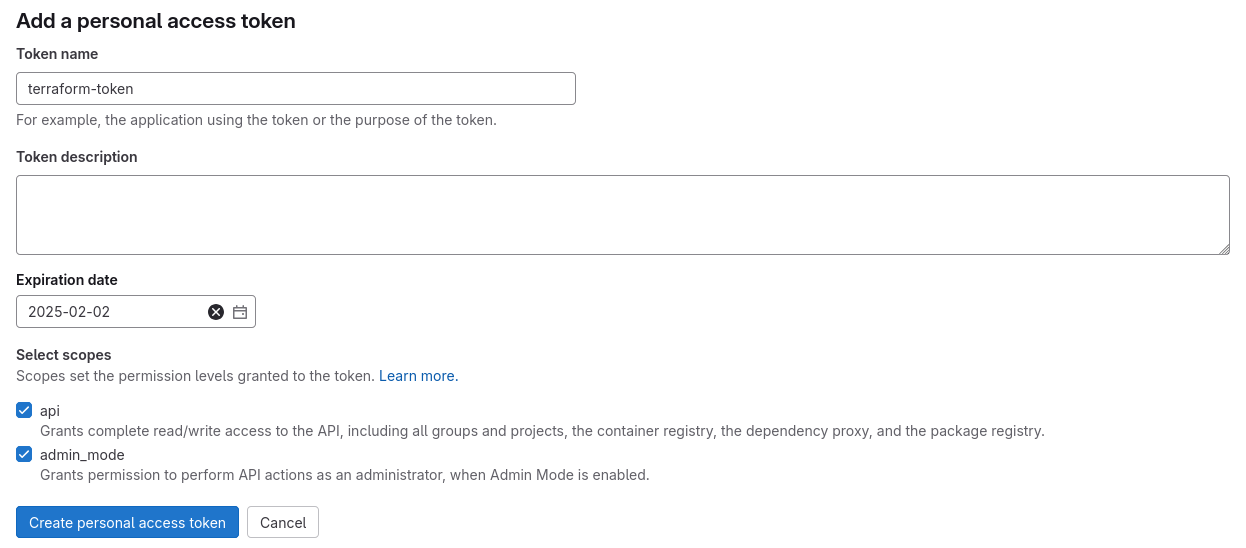 Add a personal access token
Token name
terraform-token
For example, the application using the token or the purpose of the token.
Token description
Expiration date
2025-02-02
Select scopes
Scopes set the permission levels granted to the token. Learn more.
api
Grants complete read/write access to the API, including all groups and projects, the container registry, the dependency proxy, and the package registry.
admin_mode
Grants permission to perform API actions as an administrator, when Admin Mode is enabled.
Create personal access token Cancel